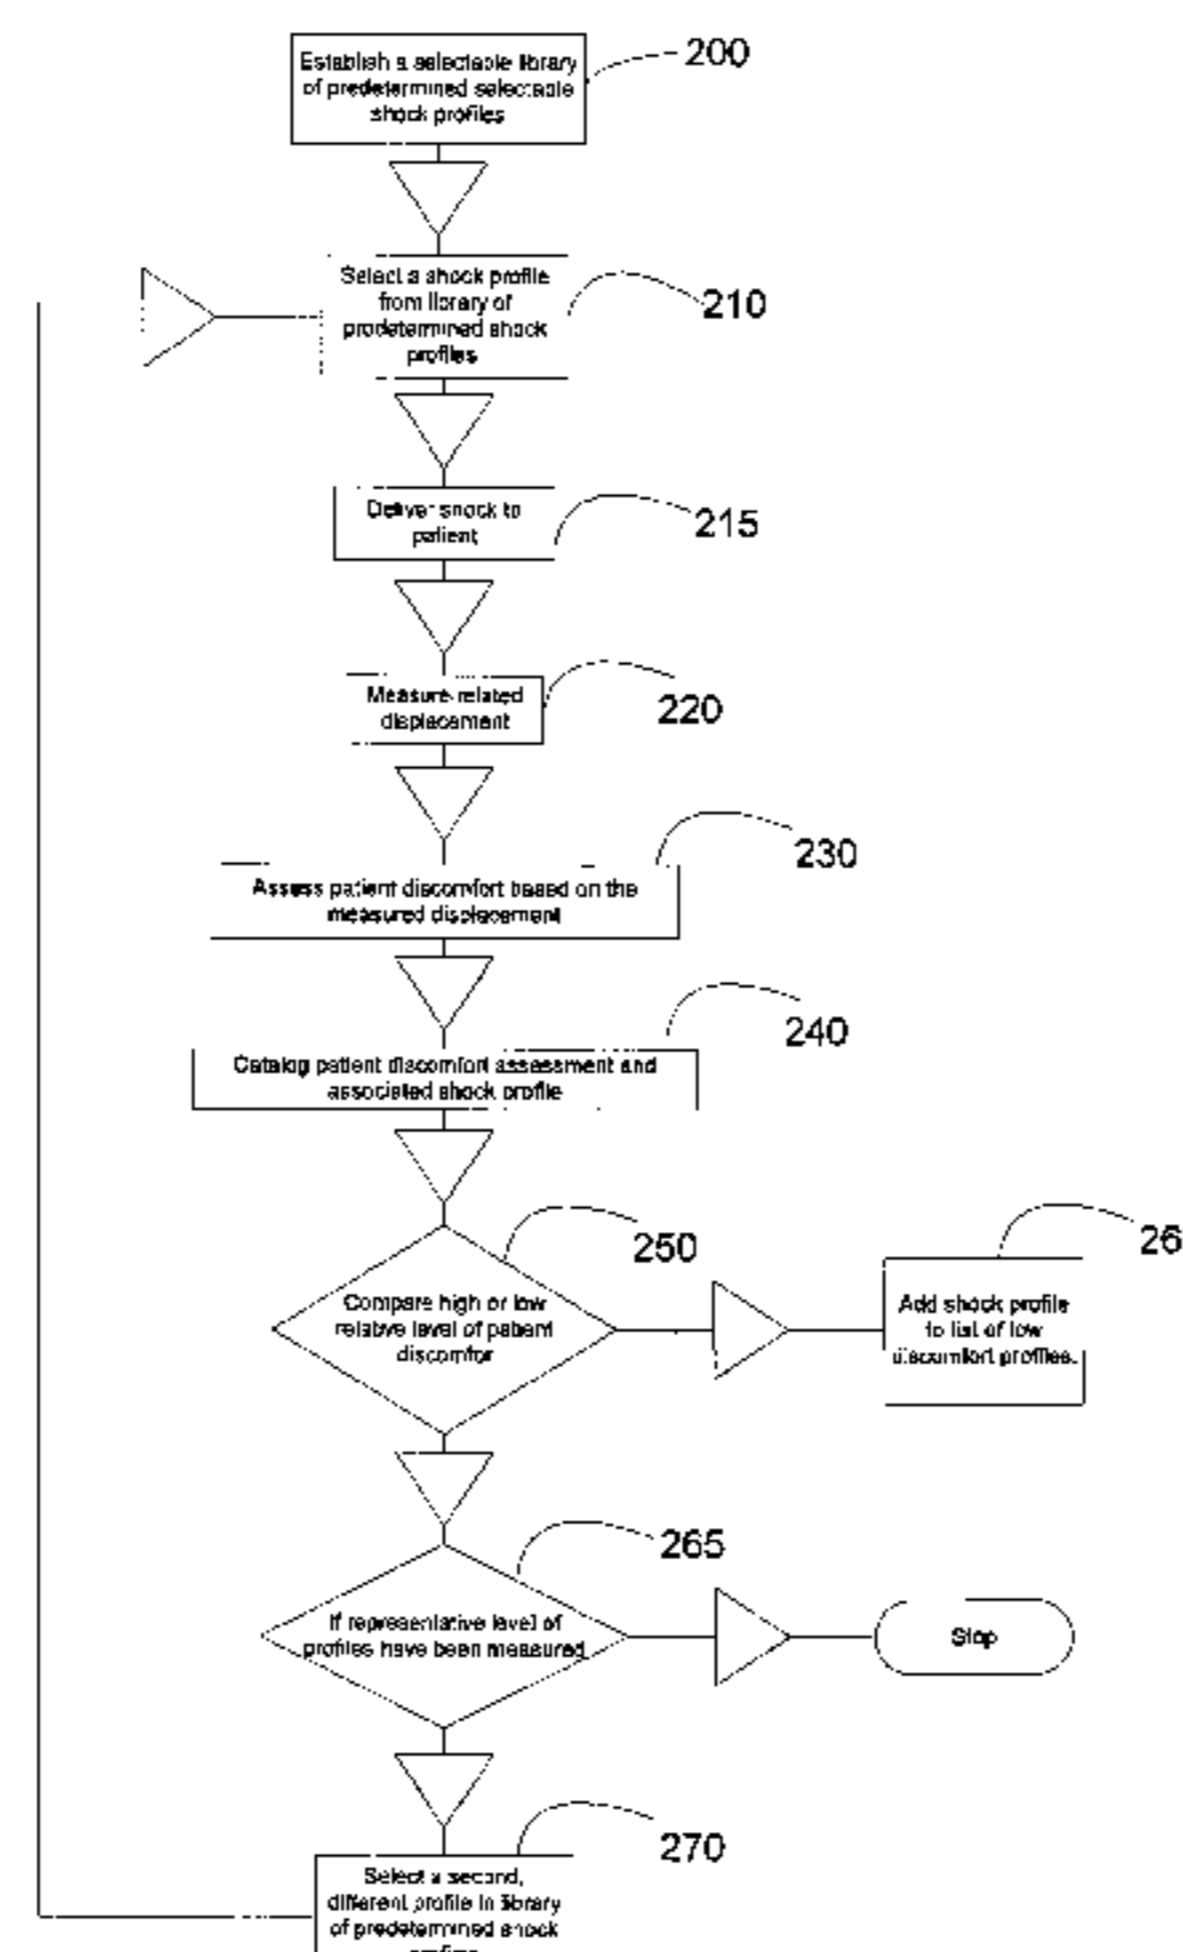 Establish a selectable library
of predetermined selectable
shock profiles
200
Select a shock profile
from library of
predetermined shock
profiles
210
Deliver shock to
patient
215
Measure related
displacement
220
230
Assess patient discomfort based on the
measured displacement
240
Catalog patient discomfort assessment and
associated shock profile
250
26
Compare high or low
relative level of patient
discomfor
Add shock profile
to list of low
discomfort profiles.
265
If representative level of
profiles have been measured
Stop
270
Select a second,
different profile in library
of predetermined shock